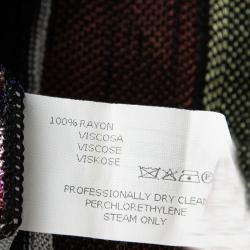 100% RAYON
VISCOSA
VISCOSE
VISKOSE
PROFESSIONALLY DRY CLEAN
PERCHLORETHYLENE
STEAM ONLY